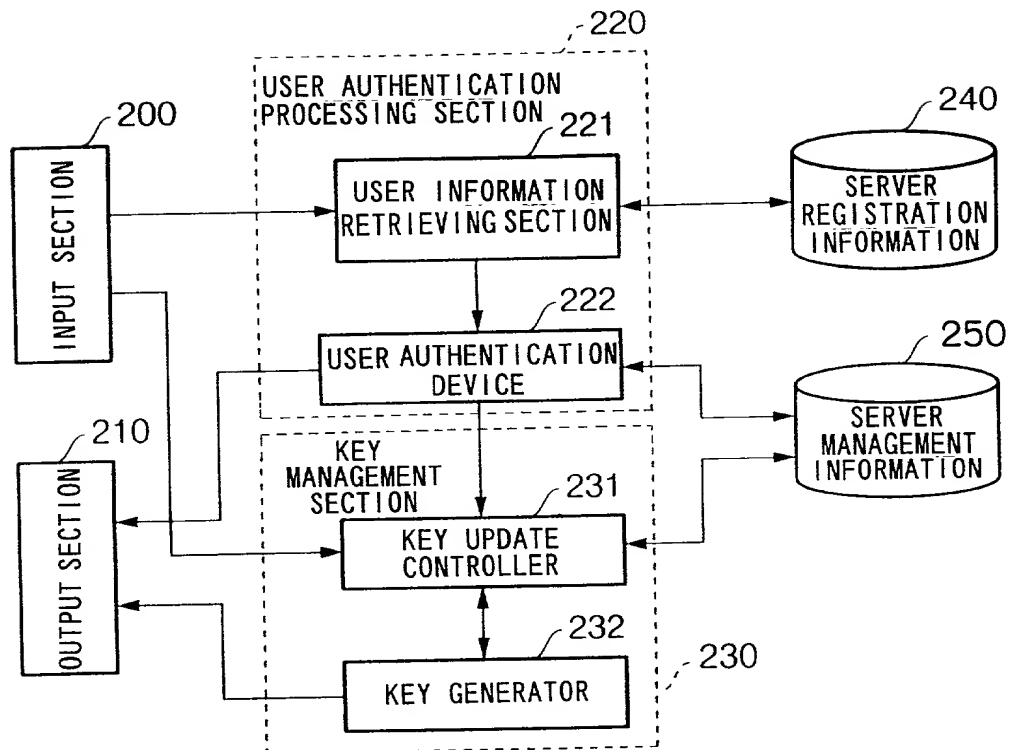 220
USER AUTHENTICATION
PROCESSING SECTION
200
INPUT SECTION
221
USER INFORMATION
RETRIEVING SECTION
240
SERVER
REGISTRATION
INFORMATION
222
USER AUTHENTICATION
DEVICE
250
SERVER
MANAGEMENT
INFORMATION
210
OUTPUT SECTION
KEY
MANAGEMENT
SECTION
231
KEY UPDATE
CONTROLLER
232
KEY GENERATOR
230